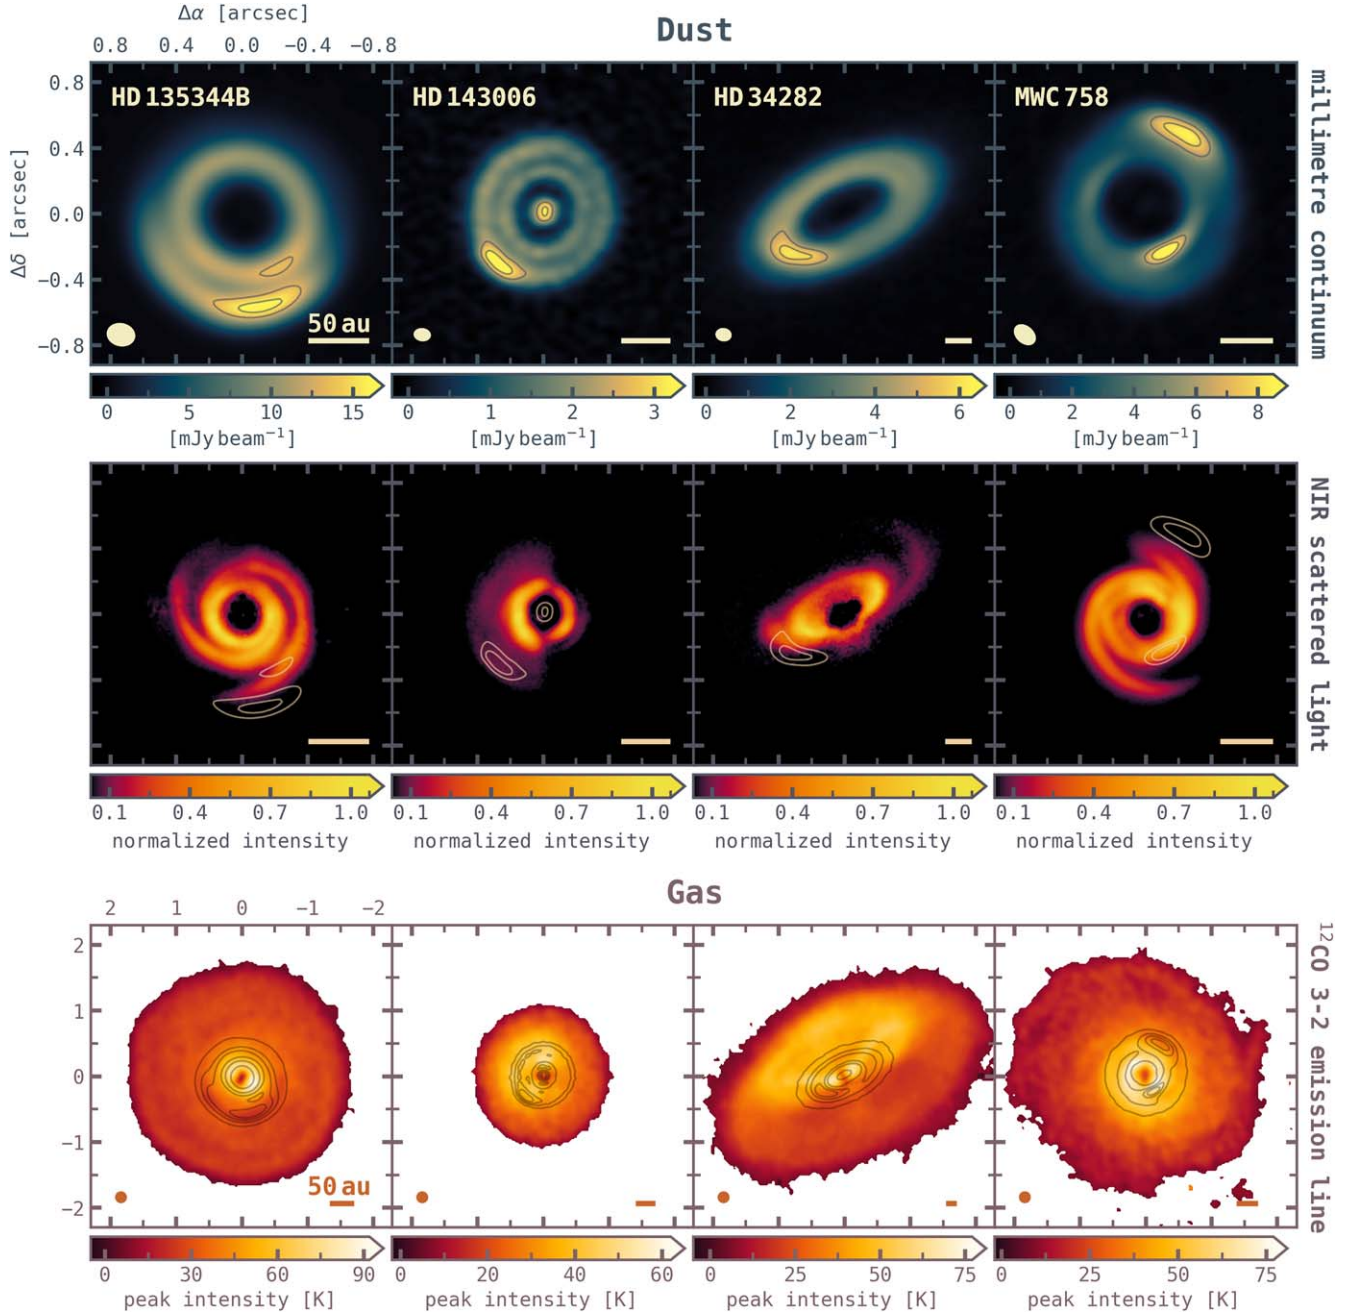 Δα [arcsec]
Dust
0.8 0.4 0.0 −0.4 −0.8
HD 135344B HD 143006 HD 34282 MWC 758
0.8
0.4
0.0
−0.4
−0.8
Δδ [arcsec]
50 au
millimetre continuum
0 5 10 15 0 1 2 3 0 2 4 6 0 2 4 6 8
[mJy beam⁻¹] [mJy beam⁻¹] [mJy beam⁻¹] [mJy beam⁻¹]
NIR scattered light
0.1 0.4 0.7 1.0 0.1 0.4 0.7 1.0 0.1 0.4 0.7 1.0 0.1 0.4 0.7 1.0
normalized intensity normalized intensity normalized intensity normalized intensity
Gas
2 1 0 −1 −2
2
1
0
−1
−2
50 au
¹²CO 3-2 emission line
0 30 60 90 0 20 40 60 0 25 50 75 0 25 50 75
peak intensity [K] peak intensity [K] peak intensity [K] peak intensity [K]